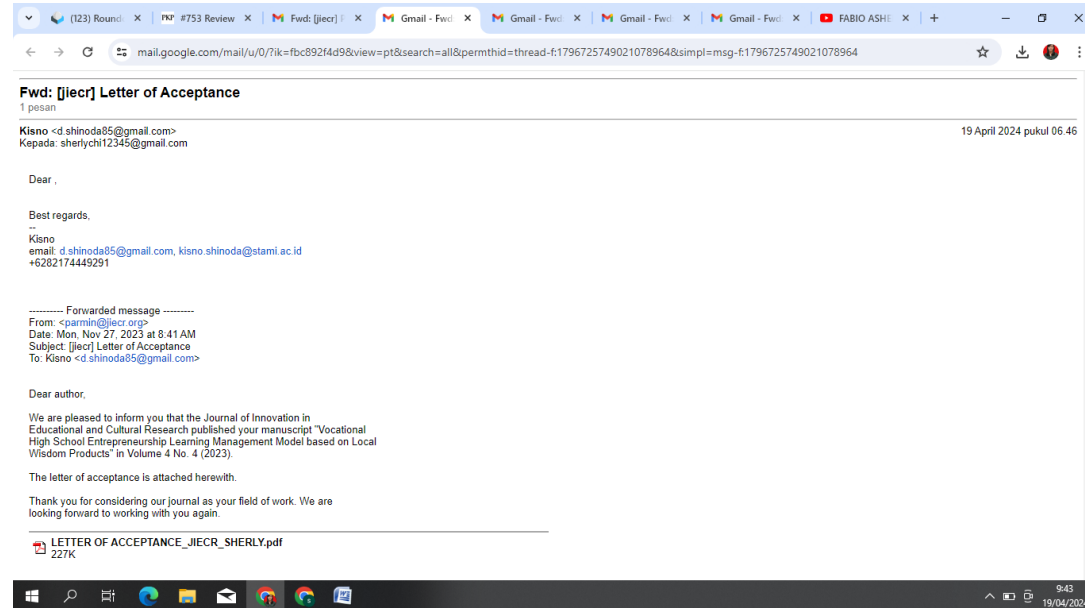 (123) Round
PKP #753 Review
Fwd: [jiecr]
Gmail - Fwd
Gmail - Fwd
Gmail - Fwd
Gmail - Fwd
FABIO ASHE
mail.google.com/mail/u/0/?ik=fbc892f4d9&view=pt&search=all&permthid=thread-f:1796725749021078964&simpl=msg-f:1796725749021078964
Fwd: [jiecr] Letter of Acceptance
1 pesan
Kisno <d.shinoda85@gmail.com> 19 April 2024 pukul 06.46
Kepada: sherlychi12345@gmail.com
Dear ,
Best regards,
--
Kisno
email: d.shinoda85@gmail.com, kisno.shinoda@stami.ac.id
+6282174449291
---------- Forwarded message ---------
From: <parmin@jiecr.org>
Date: Mon, Nov 27, 2023 at 8:41 AM
Subject: [jiecr] Letter of Acceptance
To: Kisno <d.shinoda85@gmail.com>
Dear author,
We are pleased to inform you that the Journal of Innovation in
Educational and Cultural Research published your manuscript "Vocational
High School Entrepreneurship Learning Management Model based on Local
Wisdom Products" in Volume 4 No. 4 (2023).
The letter of acceptance is attached herewith.
Thank you for considering our journal as your field of work. We are
looking forward to working with you again.
LETTER OF ACCEPTANCE_JIECR_SHERLY.pdf
227K
9:43
19/04/202